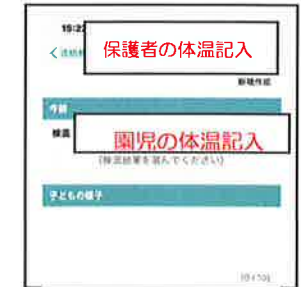 保護者の体温記入
新規作成
今朝
検温
園児の体温記入
(検温結果を選んでください)
子どもの様子